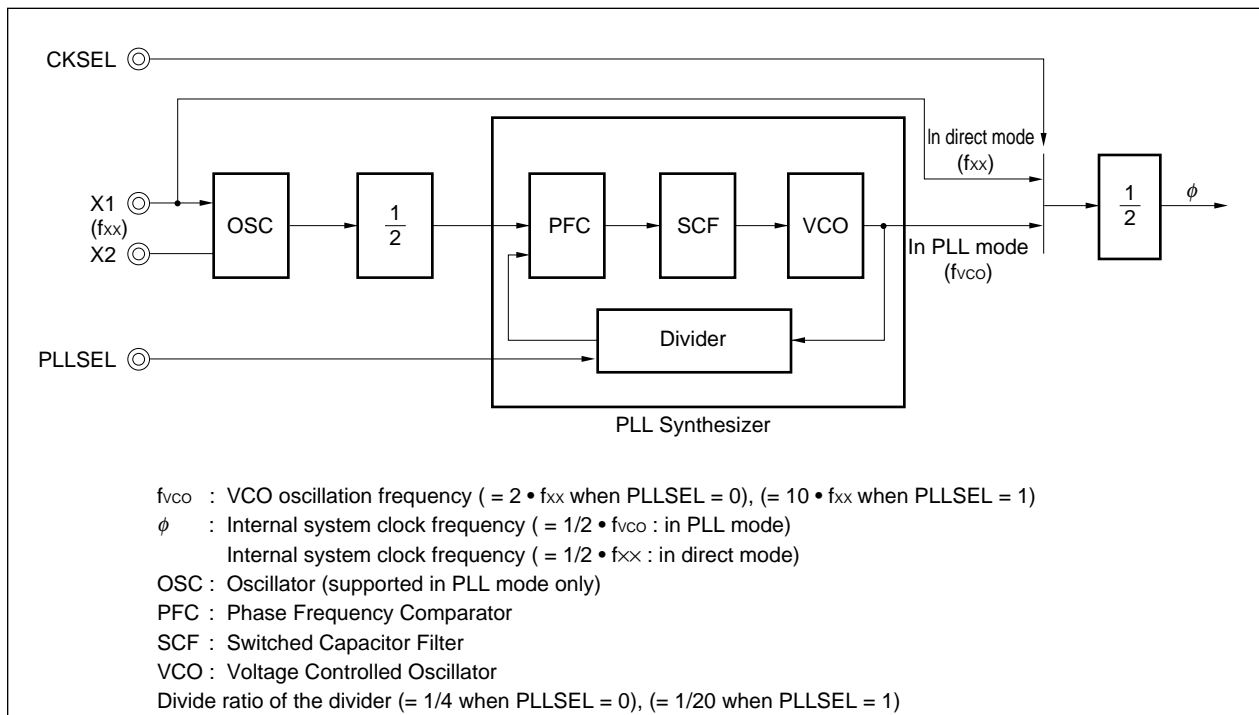 CKSEL
In direct mode
(fxx)
X1
(fxx)
X2
OSC
1
2
PFC
SCF
VCO
1
2
ϕ
In PLL mode
(fVCO)
Divider
PLLSEL
PLL Synthesizer
fVCO : VCO oscillation frequency ( = 2 • fxx when PLLSEL = 0), (= 10 • fxx when PLLSEL = 1)
ϕ : Internal system clock frequency ( = 1/2 • fVCO : in PLL mode)
Internal system clock frequency ( = 1/2 • fxx : in direct mode)
OSC : Oscillator (supported in PLL mode only)
PFC : Phase Frequency Comparator
SCF : Switched Capacitor Filter
VCO : Voltage Controlled Oscillator
Divide ratio of the divider (= 1/4 when PLLSEL = 0), (= 1/20 when PLLSEL = 1)